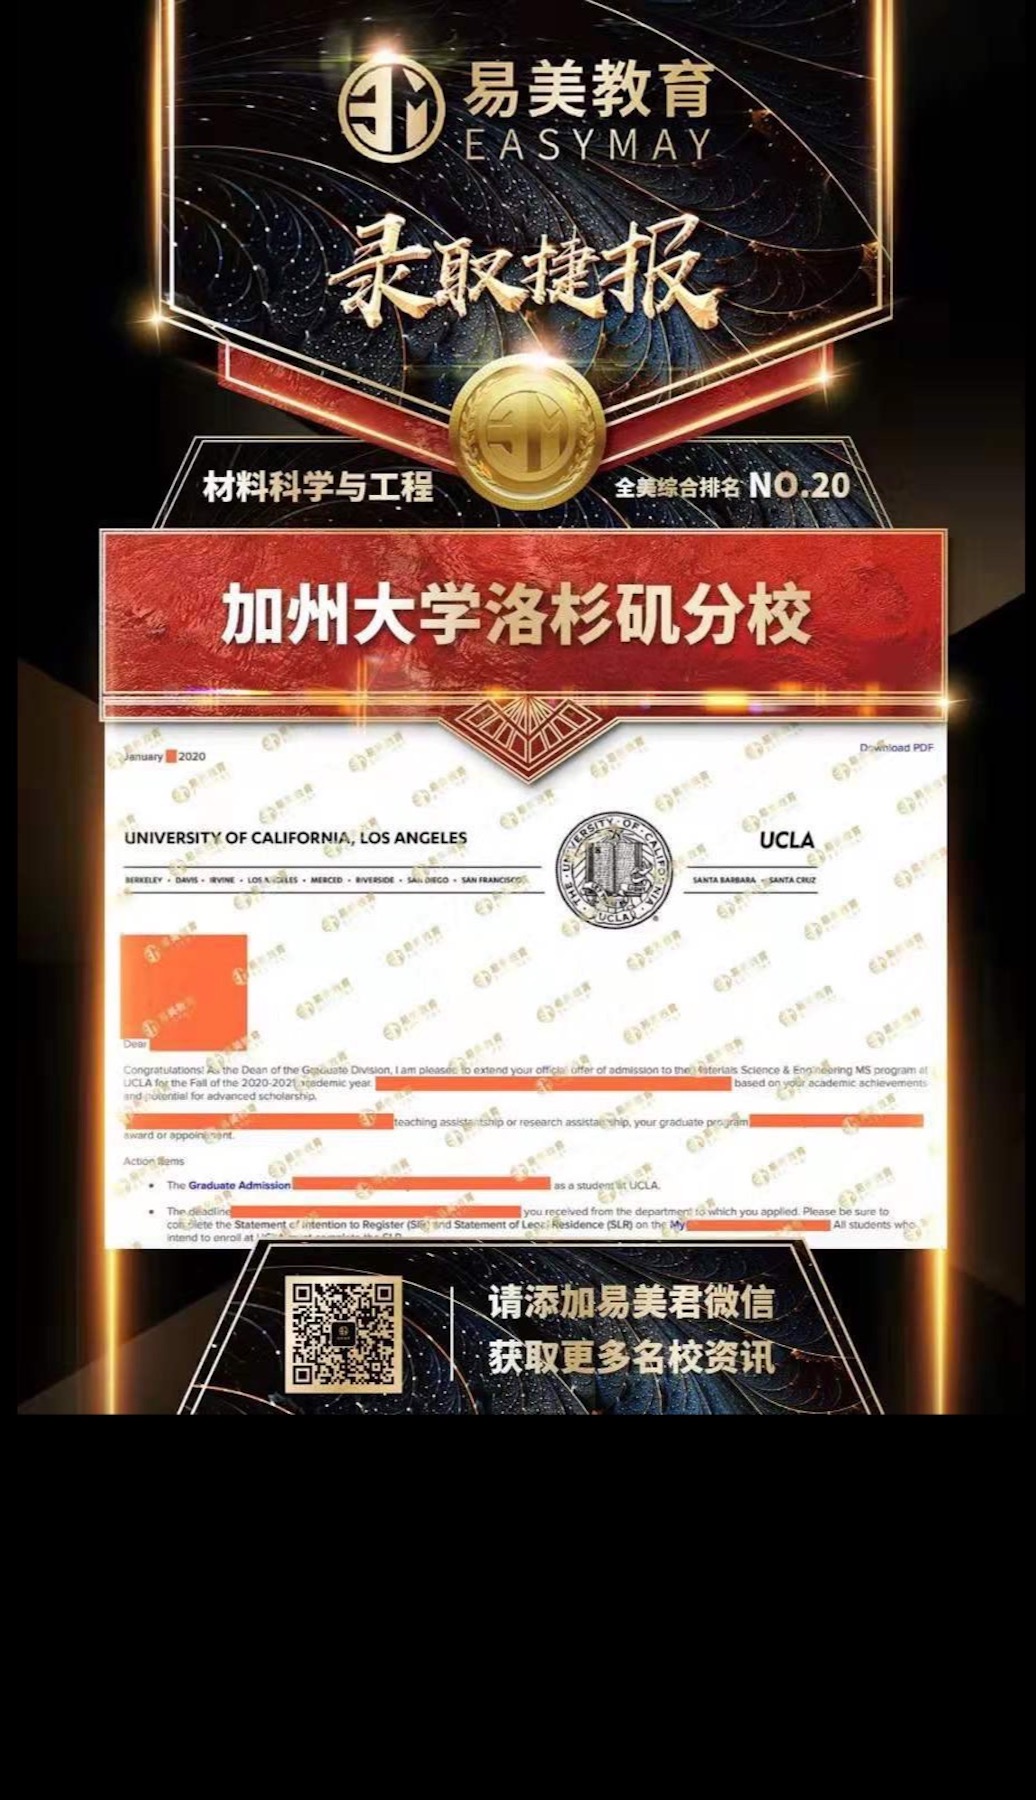 易美教育
EASYMAY
录取捷报
材料科学与工程
全美综合排名 NO.20
加州大学洛杉矶分校
January 2020
Download PDF
UNIVERSITY OF CALIFORNIA, LOS ANGELES
UCLA
BERKELEY • DAVIS • IRVINE • LOS ANGELES • MERCED • RIVERSIDE • SAN DIEGO • SAN FRANCISCO
SANTA BARBARA • SANTA CRUZ
THE UNIVERSITY OF CALIFORNIA UCLA
Dear
Congratulations! As the Dean of the Graduate Division, I am pleased to extend your official offer of admission to the Materials Science & Engineering MS program at
UCLA for the Fall of the 2020-2021 academic year. based on your academic achievements
and potential for advanced scholarship.
teaching assistantship or research assistantship, your graduate program
award or appointment.
Action Items
• The Graduate Admission as a student at UCLA.
• The deadline you received from the department to which you applied. Please be sure to
complete the Statement of Intention to Register (SIR) and Statement of Legal Residence (SLR) on the My All students who
intend to enroll at UCLA must complete the SLR
请添加易美君微信
获取更多名校资讯